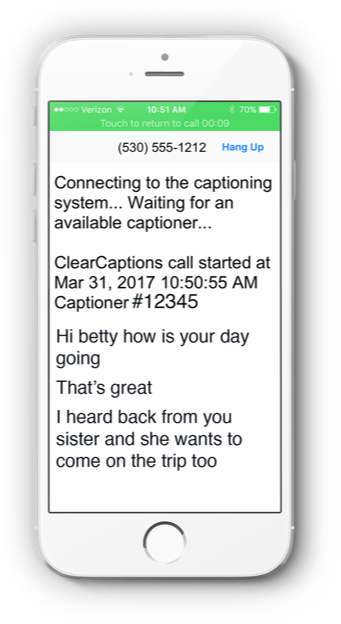 Verizon 10:51 AM 70%
Touch to return to call 00:09
(530) 555-1212 Hang Up
Connecting to the captioning
system... Waiting for an
available captioner...
ClearCaptions call started at
Mar 31, 2017 10:50:55 AM
Captioner #12345
Hi betty how is your day
going
That’s great
I heard back from you
sister and she wants to
come on the trip too